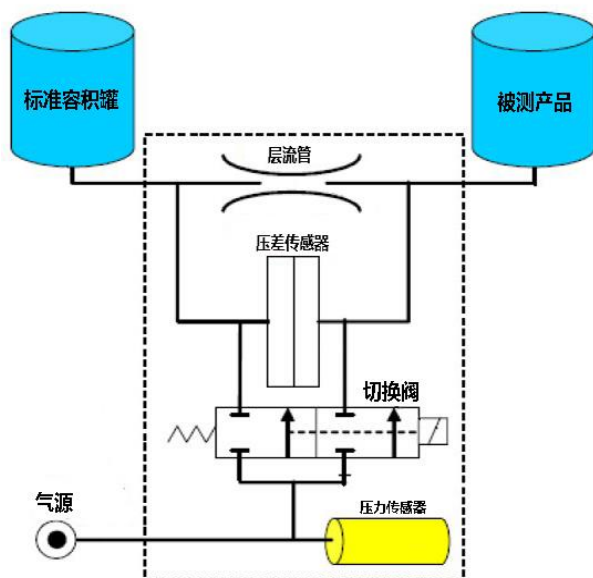 标准容积罐
被测产品
层流管
压差传感器
切换阀
气源
压力传感器